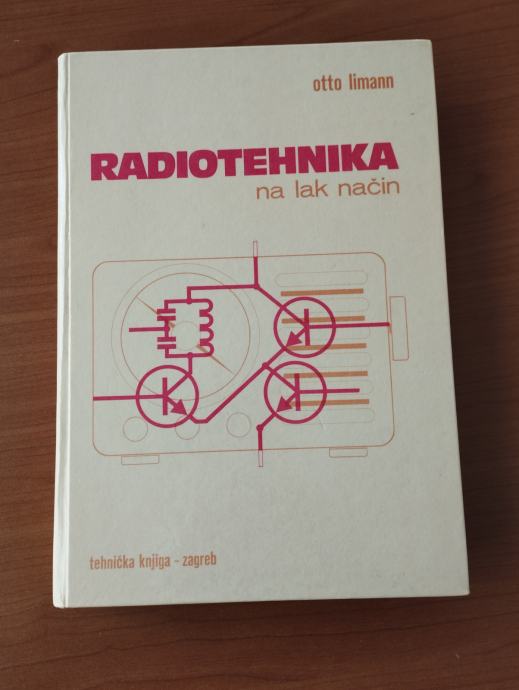 otto limann
RADIOTEHNIKA
na lak način
tehnička knjiga - zagreb